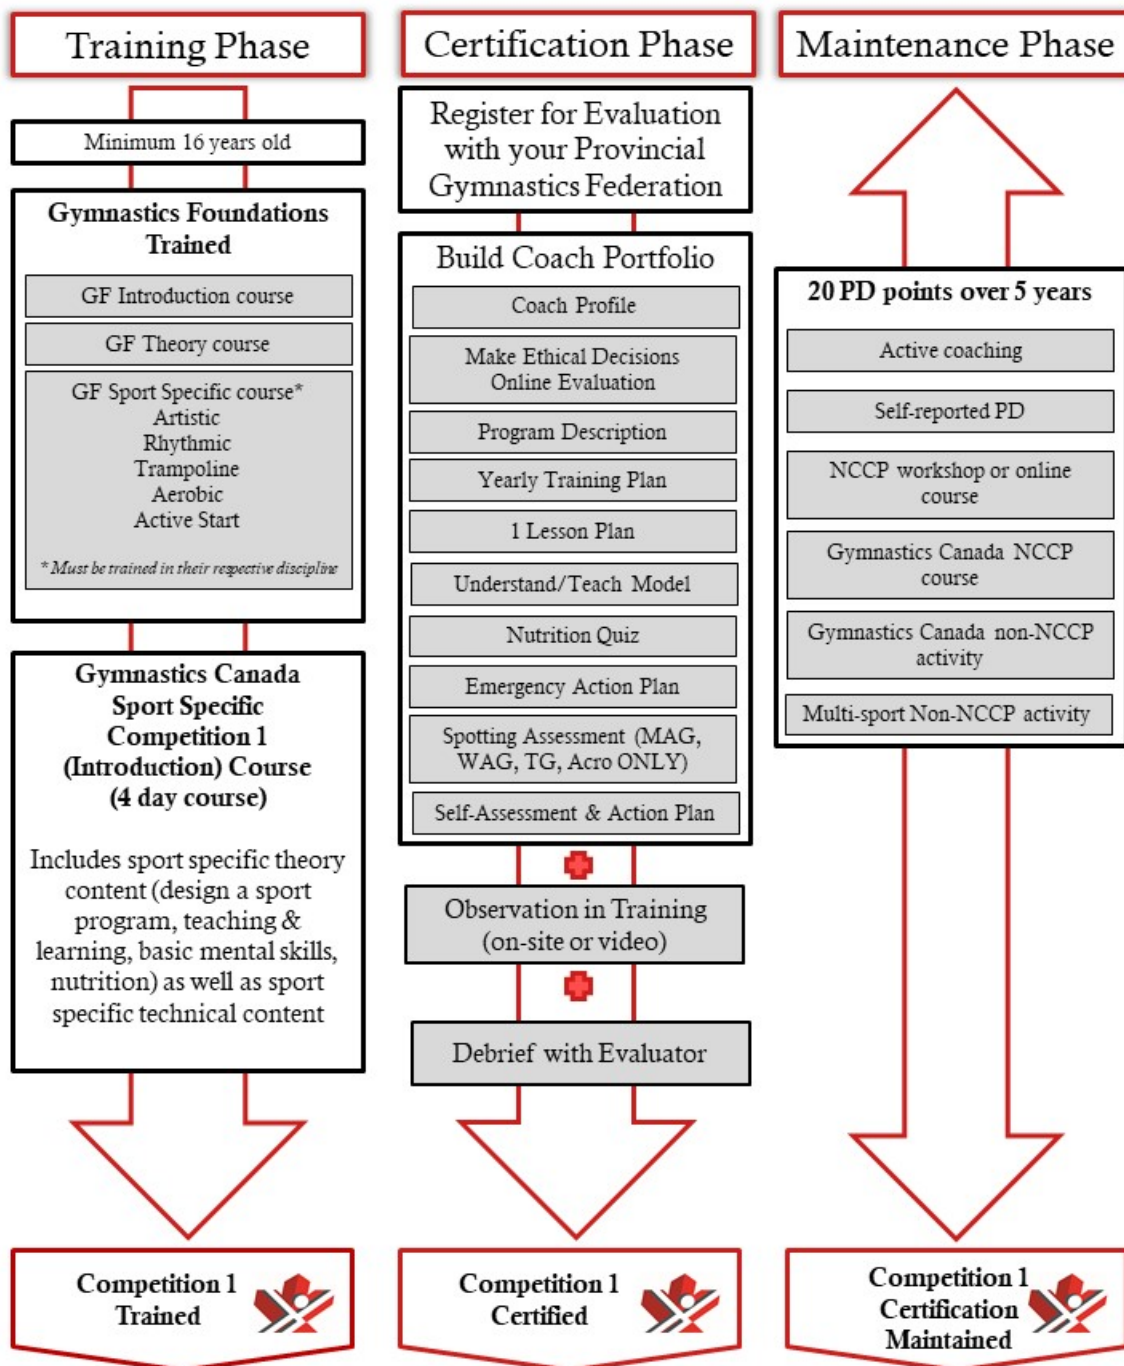 Training Phase
Minimum 16 years old
Gymnastics Foundations
Trained
GF Introduction course
GF Theory course
GF Sport Specific course*
Artistic
Rhythmic
Trampoline
Aerobic
Active Start
* Must be trained in their respective discipline
Gymnastics Canada
Sport Specific
Competition 1
(Introduction) Course
(4 day course)
Includes sport specific theory
content (design a sport
program, teaching &
learning, basic mental skills,
nutrition) as well as sport
specific technical content
Competition 1
Trained
Certification Phase
Register for Evaluation
with your Provincial
Gymnastics Federation
Build Coach Portfolio
Coach Profile
Make Ethical Decisions
Online Evaluation
Program Description
Yearly Training Plan
1 Lesson Plan
Understand/Teach Model
Nutrition Quiz
Emergency Action Plan
Spotting Assessment (MAG,
WAG, TG, Acro ONLY)
Self-Assessment & Action Plan
Observation in Training
(on-site or video)
Debrief with Evaluator
Competition 1
Certified
Maintenance Phase
20 PD points over 5 years
Active coaching
Self-reported PD
NCCP workshop or online
course
Gymnastics Canada NCCP
course
Gymnastics Canada non-NCCP
activity
Multi-sport Non-NCCP activity
Competition 1
Certification
Maintained